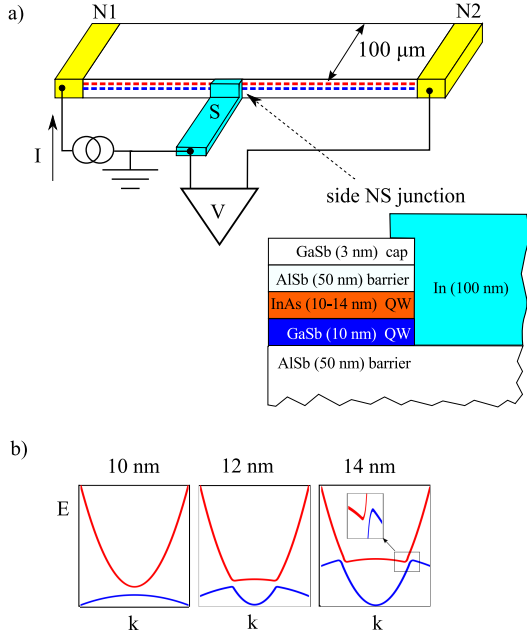 a)
N1
N2
100 μm
S
I
V
side NS junction
GaSb (3 nm) cap
AlSb (50 nm) barrier
InAs (10-14 nm) QW
GaSb (10 nm) QW
In (100 nm)
AlSb (50 nm) barrier
b)
10 nm
12 nm
14 nm
E
k
k
k